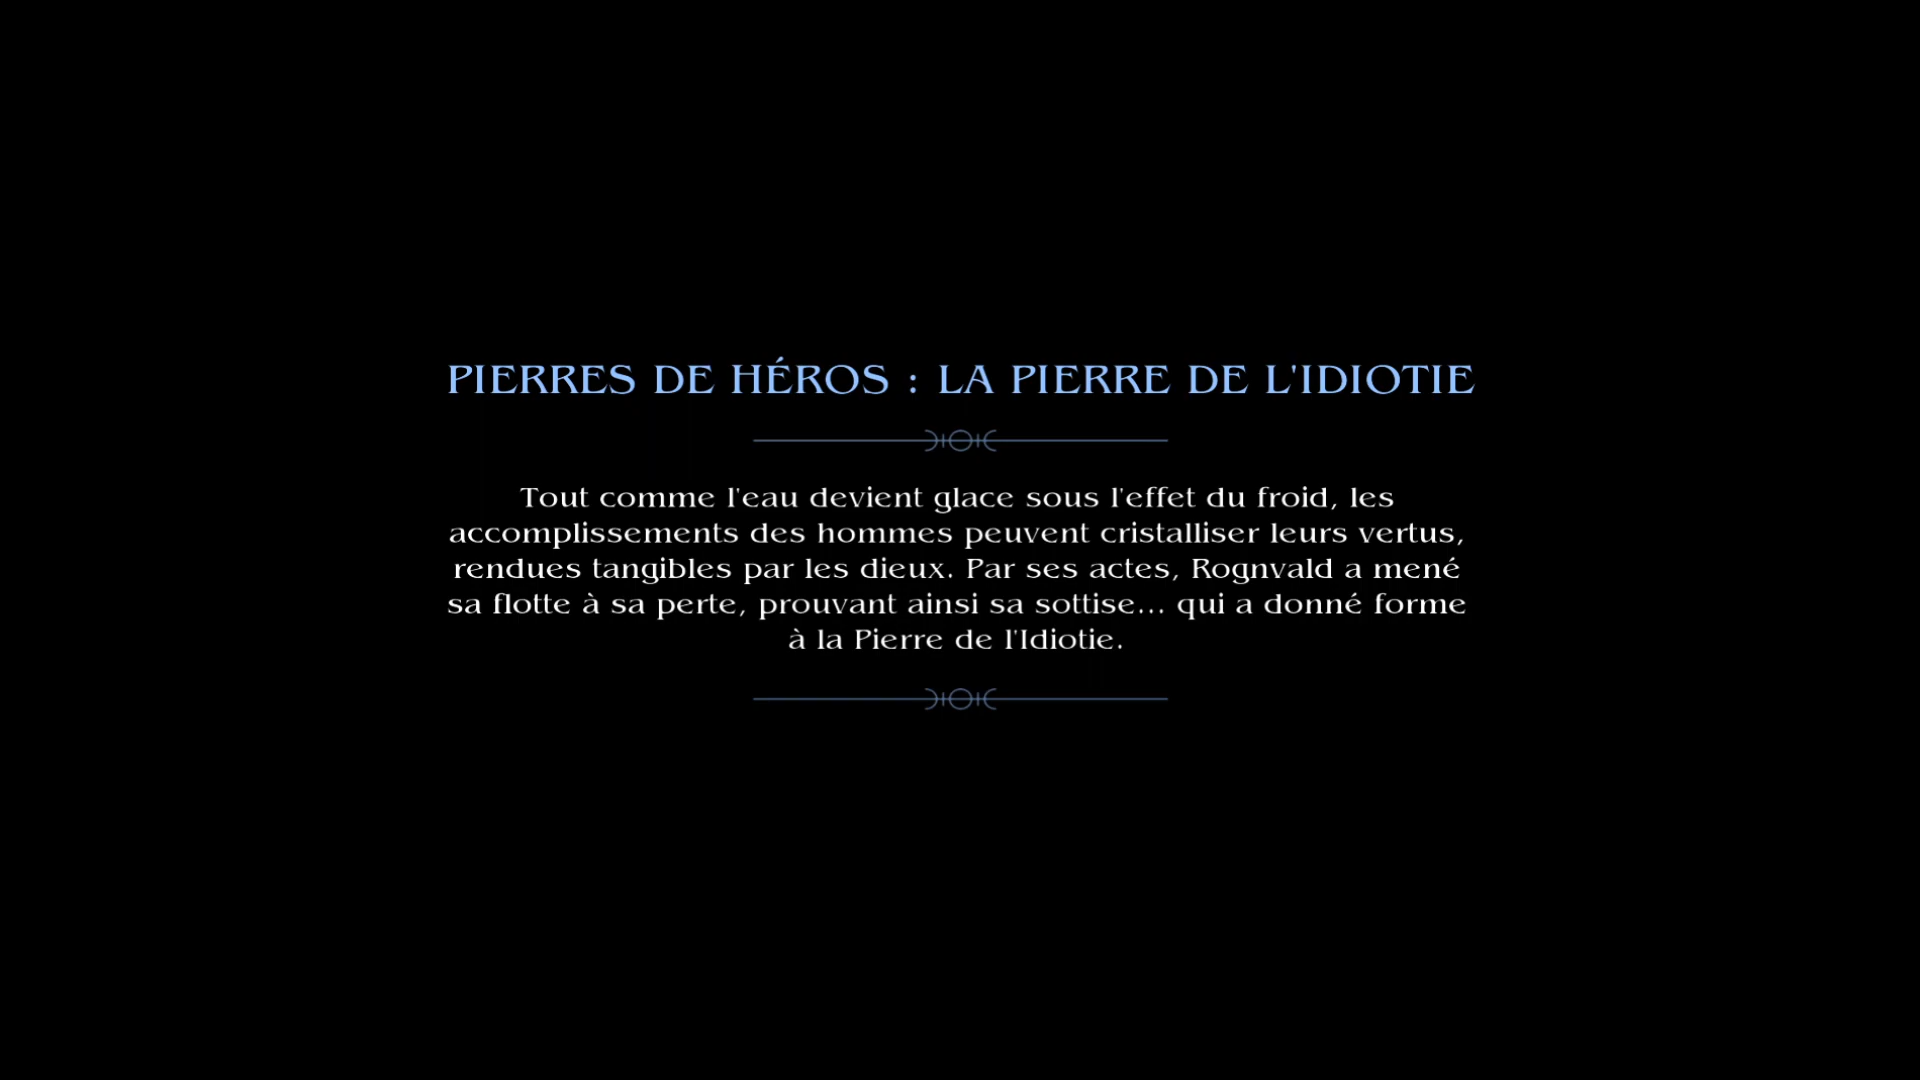 PIERRES DE HÉROS : LA PIERRE DE L'IDIOTIE
Tout comme l'eau devient glace sous l'effet du froid, les
accomplissements des hommes peuvent cristalliser leurs vertus,
rendues tangibles par les dieux. Par ses actes, Rognvald a mené
sa flotte à sa perte, prouvant ainsi sa sottise... qui a donné forme
à la Pierre de l'Idiotie.